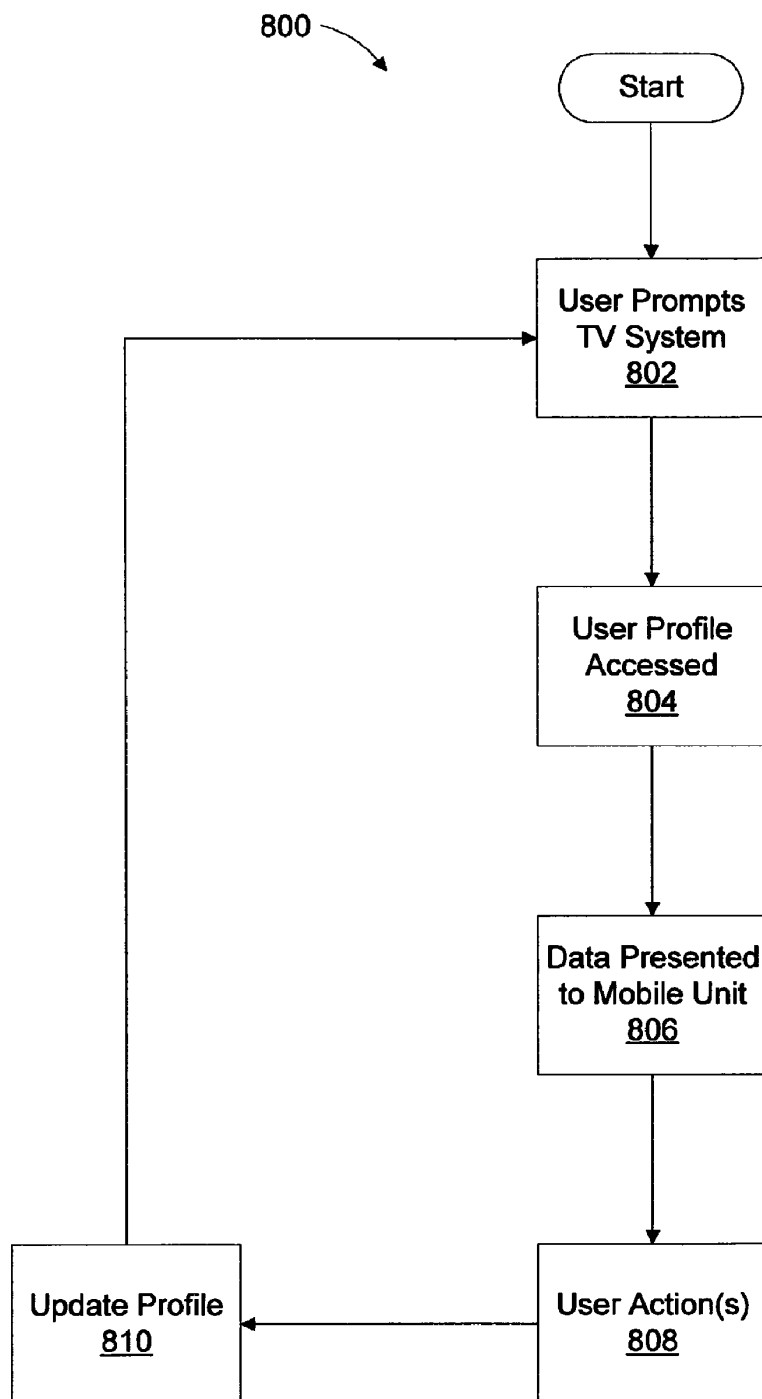 800
Start
User Prompts
TV System
802
User Profile
Accessed
804
Data Presented
to Mobile Unit
806
User Action(s)
808
Update Profile
810